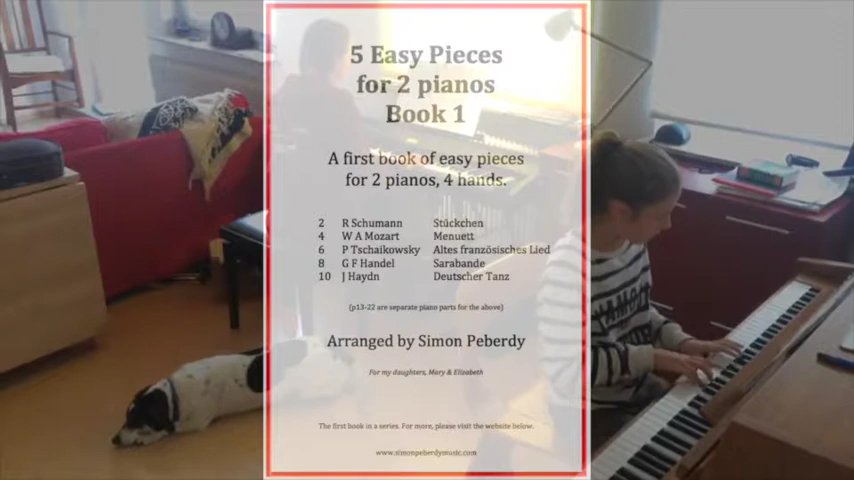 5 Easy Pieces
for 2 pianos
Book 1
A first book of easy pieces
for 2 pianos, 4 hands.
2 R Schumann Stückchen
4 W A Mozart Menuett
6 P Tschaikowsky Altes französisches Lied
8 G F Handel Sarabande
10 J Haydn Deutscher Tanz
(p13-22 are separate piano parts for the above)
Arranged by Simon Peberdy
For my daughters, Mary & Elizabeth
The first book in a series. For more, please visit the website below.
www.simonpeberdymusic.com